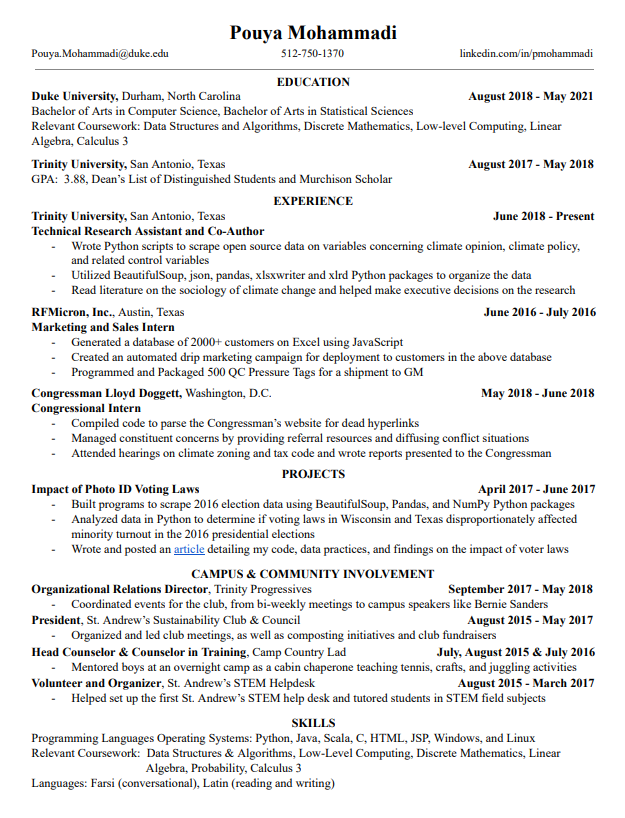 Pouya Mohammadi
Pouya.Mohammadi@duke.edu 512-750-1370 linkedin.com/in/pmohammadi
EDUCATION
Duke University, Durham, North Carolina August 2018 - May 2021
Bachelor of Arts in Computer Science, Bachelor of Arts in Statistical Sciences
Relevant Coursework: Data Structures and Algorithms, Discrete Mathematics, Low-level Computing, Linear
Algebra, Calculus 3
Trinity University, San Antonio, Texas August 2017 - May 2018
GPA: 3.88, Dean's List of Distinguished Students and Murchison Scholar
EXPERIENCE
Trinity University, San Antonio, Texas June 2018 - Present
Technical Research Assistant and Co-Author
- Wrote Python scripts to scrape open source data on variables concerning climate opinion, climate policy,
and related control variables
- Utilized BeautifulSoup, json, pandas, xlsxwriter and xlrd Python packages to organize the data
- Read literature on the sociology of climate change and helped make executive decisions on the research
RFMicron, Inc., Austin, Texas June 2016 - July 2016
Marketing and Sales Intern
- Generated a database of 2000+ customers on Excel using JavaScript
- Created an automated drip marketing campaign for deployment to customers in the above database
- Programmed and Packaged 500 QC Pressure Tags for a shipment to GM
Congressman Lloyd Doggett, Washington, D.C. May 2018 - June 2018
Congressional Intern
- Compiled code to parse the Congressman's website for dead hyperlinks
- Managed constituent concerns by providing referral resources and diffusing conflict situations
- Attended hearings on climate zoning and tax code and wrote reports presented to the Congressman
PROJECTS
Impact of Photo ID Voting Laws April 2017 - June 2017
- Built programs to scrape 2016 election data using BeautifulSoup, Pandas, and NumPy Python packages
- Analyzed data in Python to determine if voting laws in Wisconsin and Texas disproportionately affected
minority turnout in the 2016 presidential elections
- Wrote and posted an article detailing my code, data practices, and findings on the impact of voter laws
CAMPUS & COMMUNITY INVOLVEMENT
Organizational Relations Director, Trinity Progressives September 2017 - May 2018
- Coordinated events for the club, from bi-weekly meetings to campus speakers like Bernie Sanders
President, St. Andrew's Sustainability Club & Council August 2015 - May 2017
- Organized and led club meetings, as well as composting initiatives and club fundraisers
Head Counselor & Counselor in Training, Camp Country Lad July, August 2015 & July 2016
- Mentored boys at an overnight camp as a cabin chaperone teaching tennis, crafts, and juggling activities
Volunteer and Organizer, St. Andrew's STEM Helpdesk August 2015 - March 2017
- Helped set up the first St. Andrew's STEM help desk and tutored students in STEM field subjects
SKILLS
Programming Languages Operating Systems: Python, Java, Scala, C, HTML, JSP, Windows, and Linux
Relevant Coursework: Data Structures & Algorithms, Low-Level Computing, Discrete Mathematics, Linear
Algebra, Probability, Calculus 3
Languages: Farsi (conversational), Latin (reading and writing)